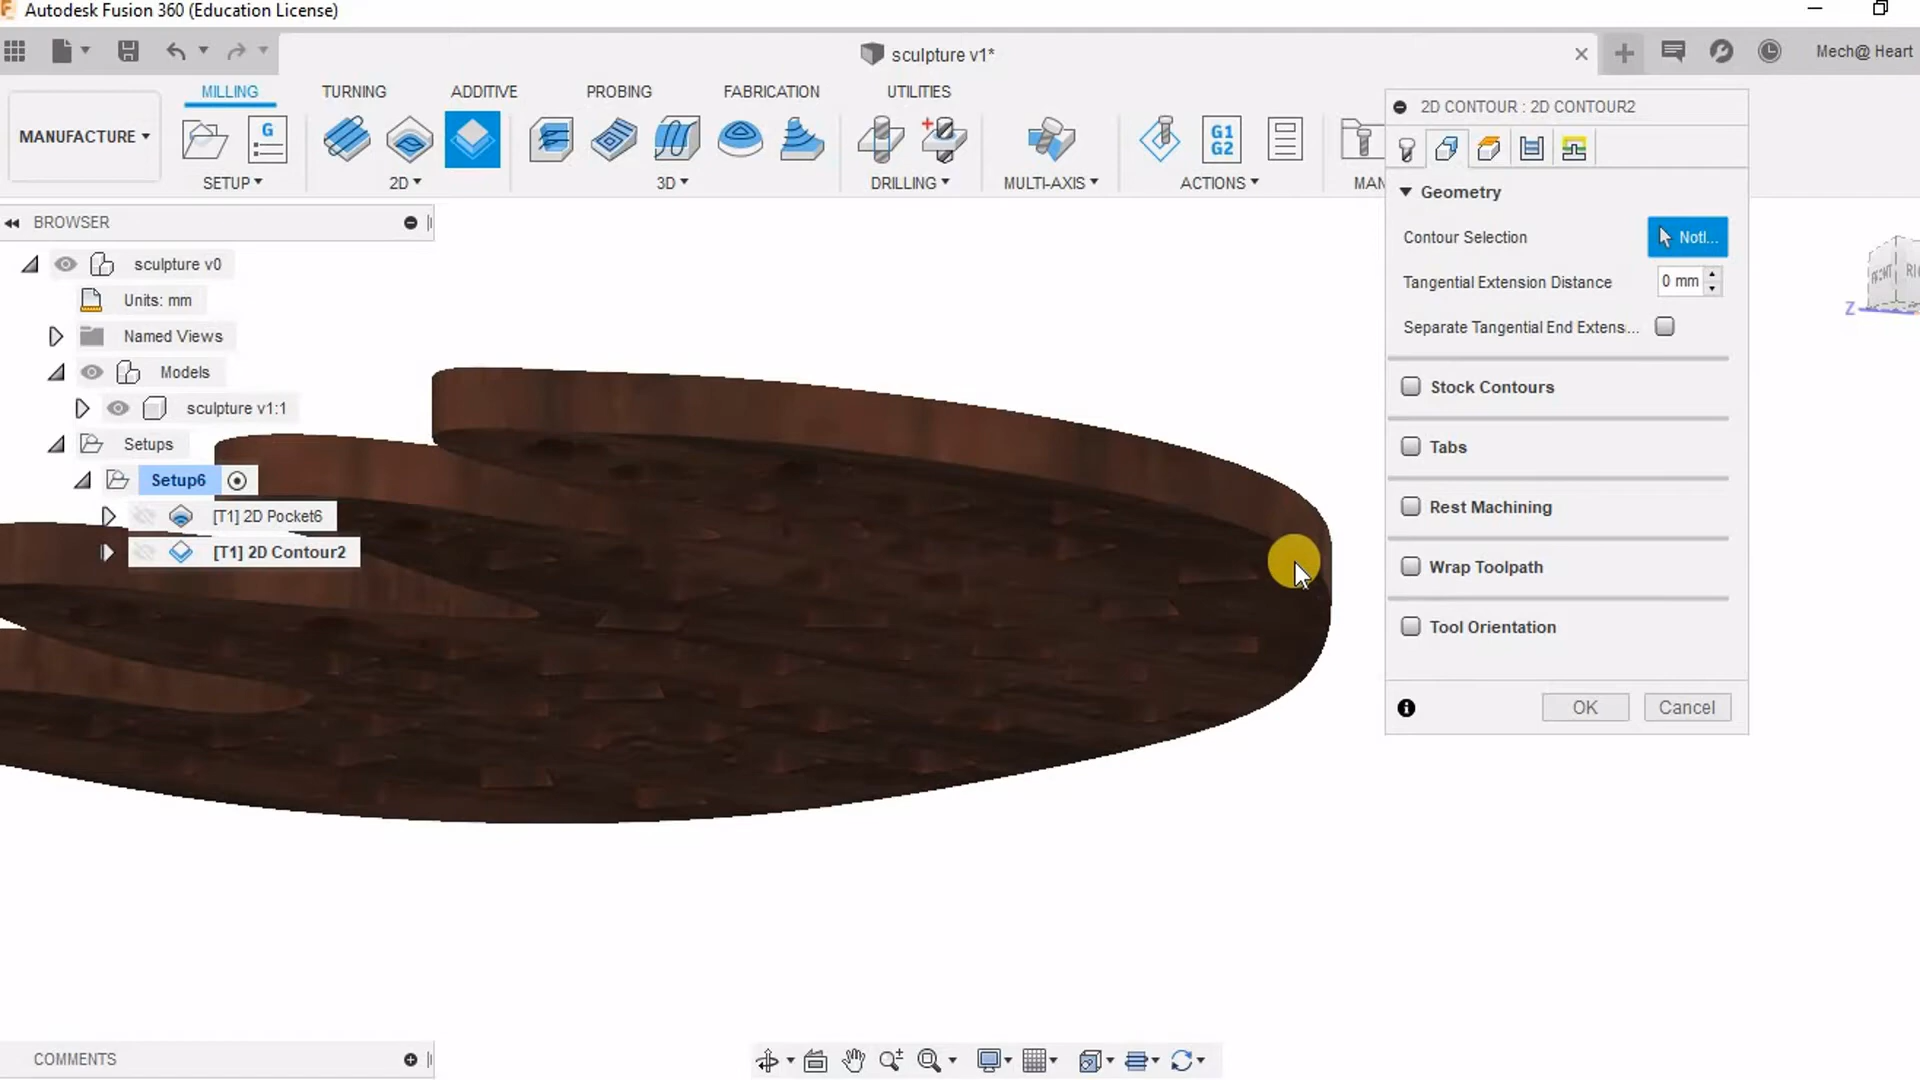 Autodesk Fusion 360 (Education License)
sculpture v1*
Mech@ Heart
MILLING TURNING ADDITIVE PROBING FABRICATION UTILITIES
MANUFACTURE
G
G1
G2
SETUP 2D 3D DRILLING MULTI-AXIS ACTIONS MAN
BROWSER
sculpture v0
Units: mm
Named Views
Models
sculpture v1:1
Setups
Setup6
[T1] 2D Pocket6
[T1] 2D Contour2
2D CONTOUR : 2D CONTOUR2
Geometry
Contour Selection Notl...
Tangential Extension Distance 0 mm
Separate Tangential End Extens...
Stock Contours
Tabs
Rest Machining
Wrap Toolpath
Tool Orientation
OK Cancel
FRONT RI
Z
COMMENTS